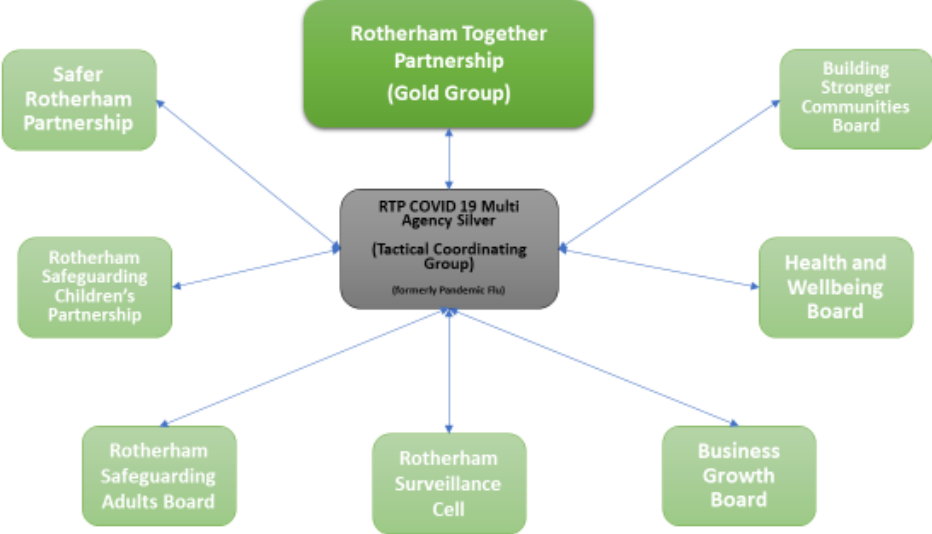 Rotherham Together
Partnership
(Gold Group)
Safer
Rotherham
Partnership
Building
Stronger
Communities
Board
RTP COVID 19 Multi
Agency Silver
(Tactical Coordinating
Group)
(formerly Pandemic Flu)
Rotherham
Safeguarding
Children’s
Partnership
Health and
Wellbeing
Board
Rotherham
Safeguarding
Adults Board
Rotherham
Surveillance
Cell
Business
Growth
Board